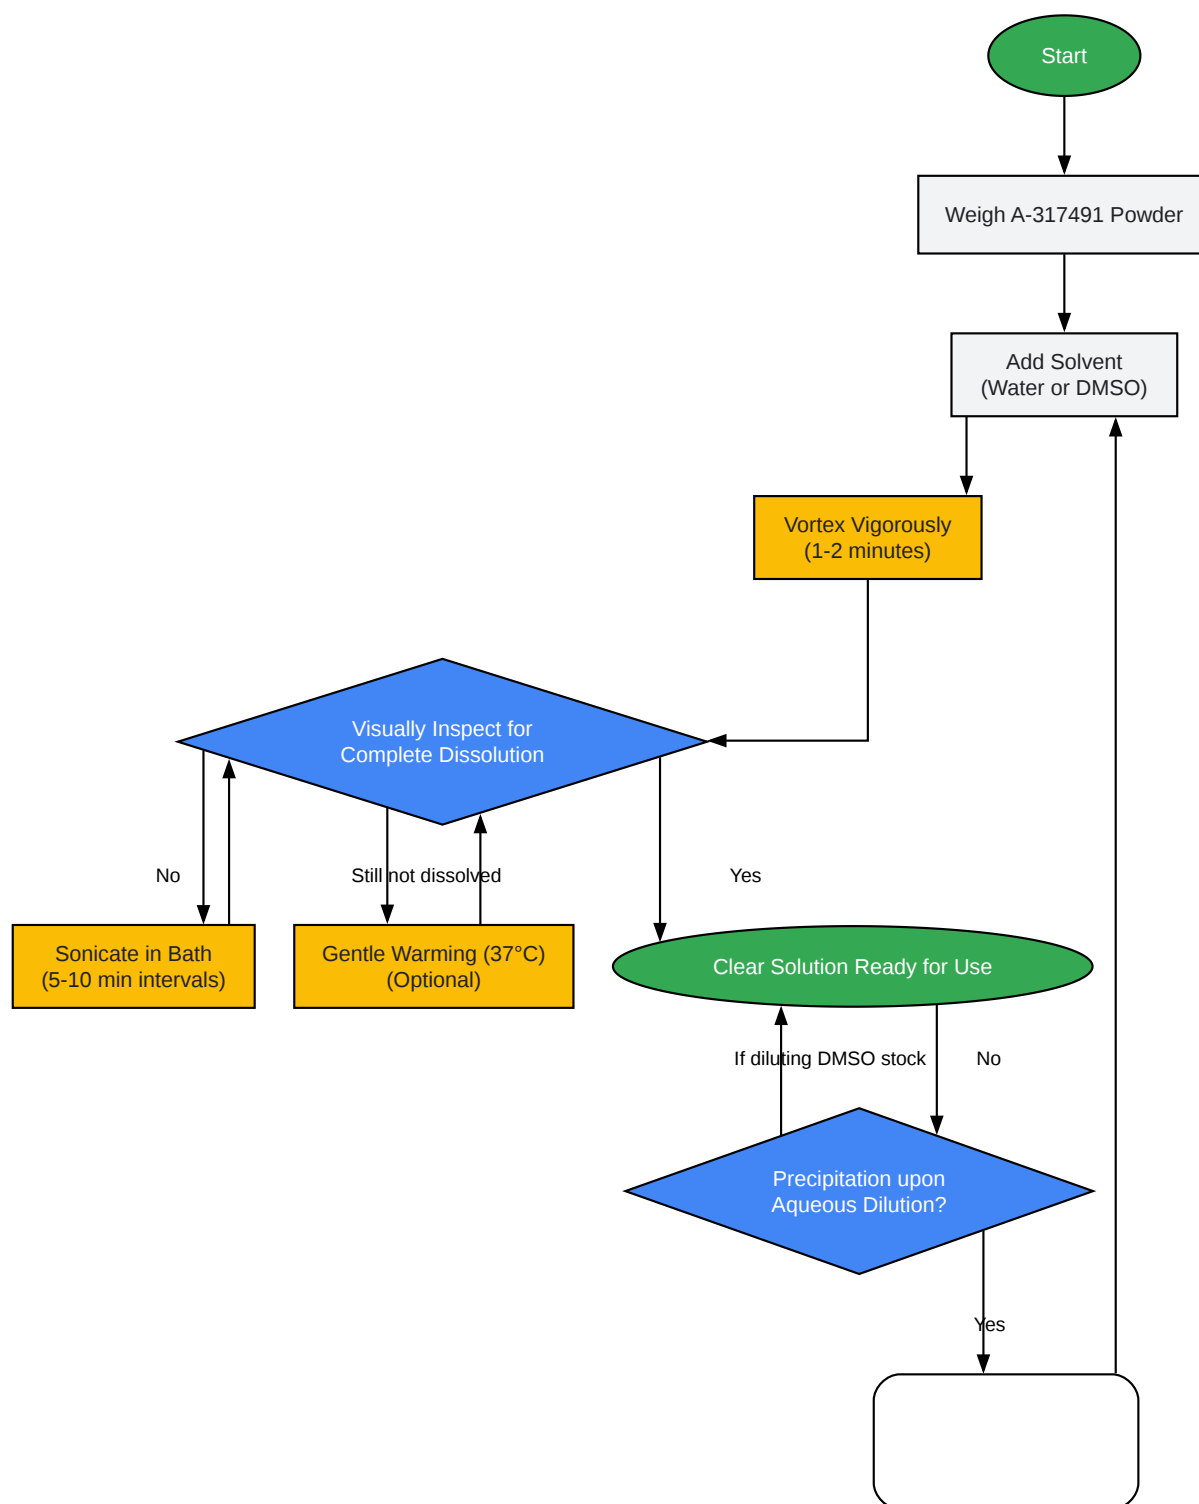 Start
Weigh A-317491 Powder
Add Solvent
(Water or DMSO)
Vortex Vigorously
(1-2 minutes)
Visually Inspect for
Complete Dissolution
No
Still not dissolved
Yes
Sonicate in Bath
(5-10 min intervals)
Gentle Warming (37°C)
(Optional)
Clear Solution Ready for Use
If diluting DMSO stock
No
Precipitation upon
Aqueous Dilution?
Yes